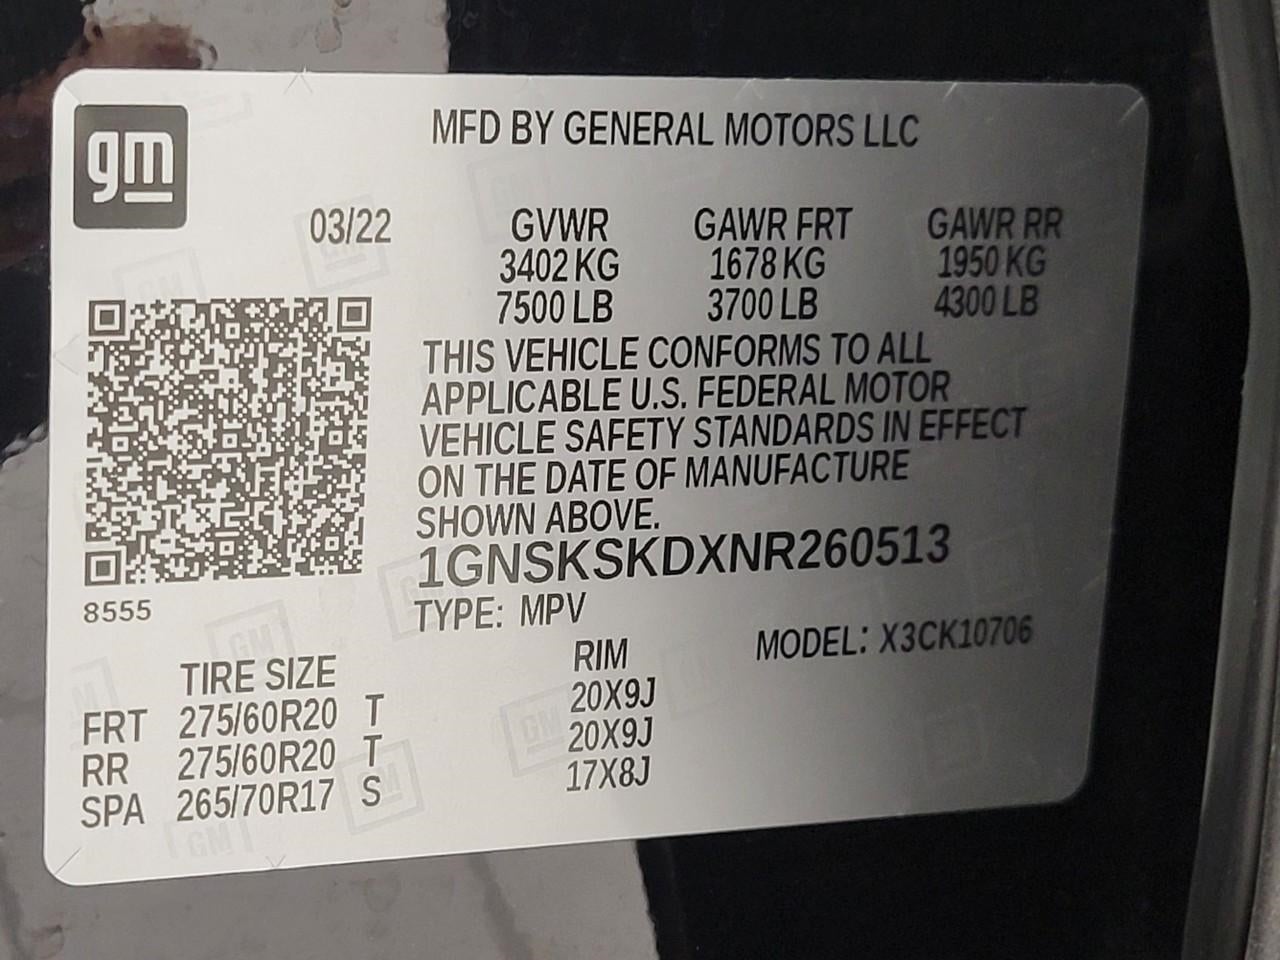 gm
MFD BY GENERAL MOTORS LLC
03/22 GVWR GAWR FRT GAWR RR
3402 KG 1678 KG 1950 KG
7500 LB 3700 LB 4300 LB
THIS VEHICLE CONFORMS TO ALL
APPLICABLE U.S. FEDERAL MOTOR
VEHICLE SAFETY STANDARDS IN EFFECT
ON THE DATE OF MANUFACTURE
SHOWN ABOVE.
1GNSKSKDXNR260513
8555
TYPE: MPV
MODEL: X3CK10706
TIRE SIZE RIM
FRT 275/60R20 T 20X9J
RR 275/60R20 T 20X9J
SPA 265/70R17 S 17X8J